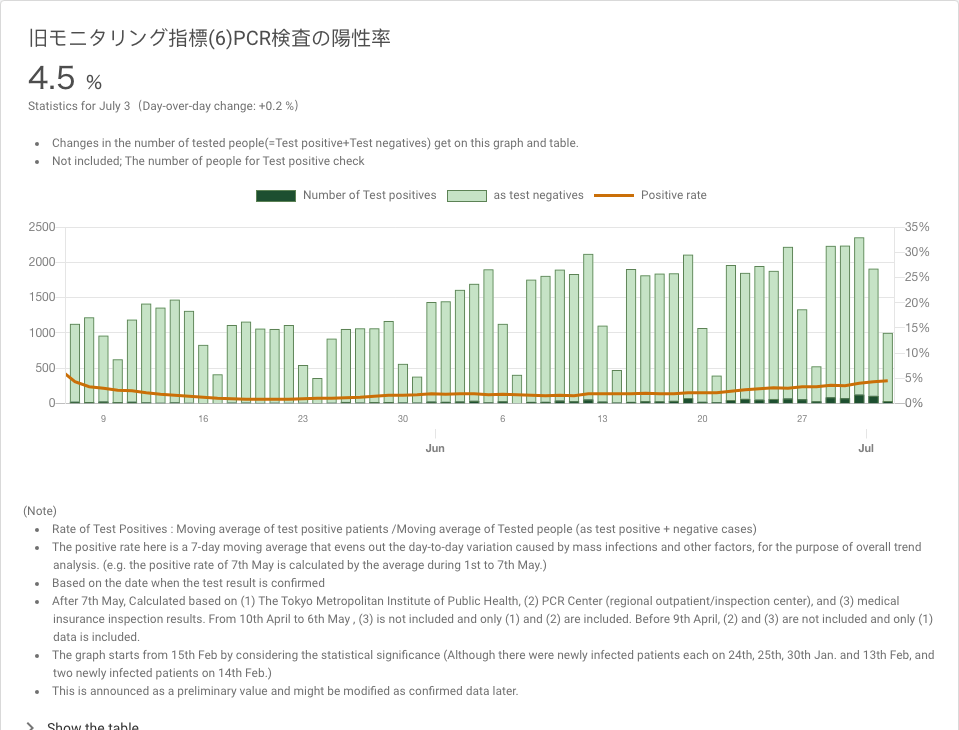 旧モニタリング指標(6)PCR検査の陽性率
4.5 %
Statistics for July 3（Day-over-day change: +0.2 %）
Changes in the number of tested people(=Test positive+Test negatives) get on this graph and table.
Not included; The number of people for Test positive check
Number of Test positives as test negatives Positive rate
2500 35%
30%
2000
25%
1500 20%
1000 15%
10%
500
5%
0 0%
9 16 23 30 6 13 20 27
Jun Jul
(Note)
Rate of Test Positives : Moving average of test positive patients /Moving average of Tested people (as test positive + negative cases)
The positive rate here is a 7-day moving average that evens out the day-to-day variation caused by mass infections and other factors, for the purpose of overall trend
analysis. (e.g. the positive rate of 7th May is calculated by the average during 1st to 7th May.)
Based on the date when the test result is confirmed
After 7th May, Calculated based on (1) The Tokyo Metropolitan Institute of Public Health, (2) PCR Center (regional outpatient/inspection center), and (3) medical
insurance inspection results. From 10th April to 6th May , (3) is not included and only (1) and (2) are included. Before 9th April, (2) and (3) are not included and only (1)
data is included.
The graph starts from 15th Feb by considering the statistical significance (Although there were newly infected patients each on 24th, 25th, 30th Jan. and 13th Feb, and
two newly infected patients on 14th Feb.)
This is announced as a preliminary value and might be modified as confirmed data later.
Show the table